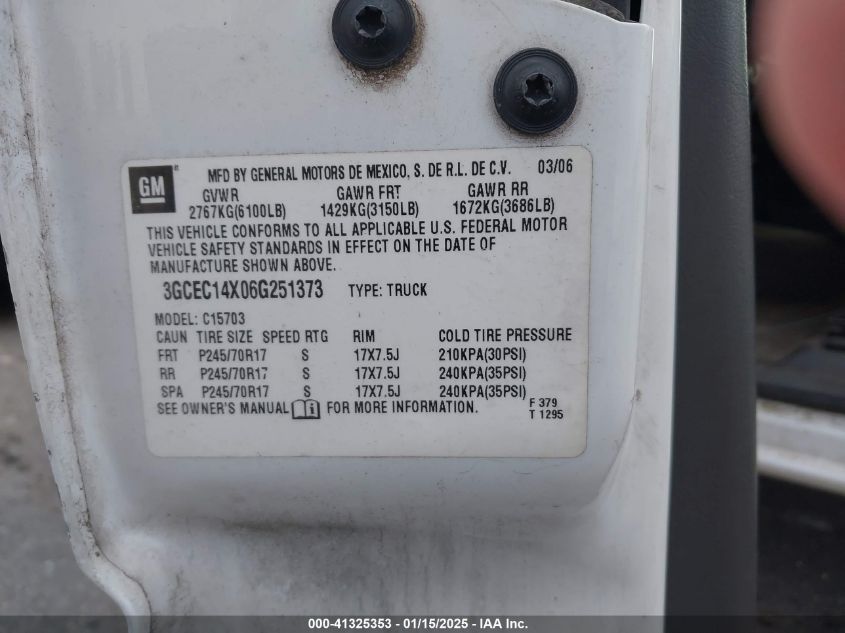 GM® MFD BY GENERAL MOTORS DE MEXICO, S. DE R.L. DE C.V. 03/06
GVWR GAWR FRT GAWR RR
2767KG(6100LB) 1429KG(3150LB) 1672KG(3686LB)
THIS VEHICLE CONFORMS TO ALL APPLICABLE U.S. FEDERAL MOTOR
VEHICLE SAFETY STANDARDS IN EFFECT ON THE DATE OF
MANUFACTURE SHOWN ABOVE.
3GCEC14X06G251373 TYPE: TRUCK
MODEL: C15703
CAUN TIRE SIZE SPEED RTG RIM COLD TIRE PRESSURE
FRT P245/70R17 S 17X7.5J 210KPA(30PSI)
RR P245/70R17 S 17X7.5J 240KPA(35PSI)
SPA P245/70R17 S 17X7.5J 240KPA(35PSI)
SEE OWNER'S MANUAL i FOR MORE INFORMATION. F 379
T 1295
000-41325353 - 01/15/2025 - IAA Inc.